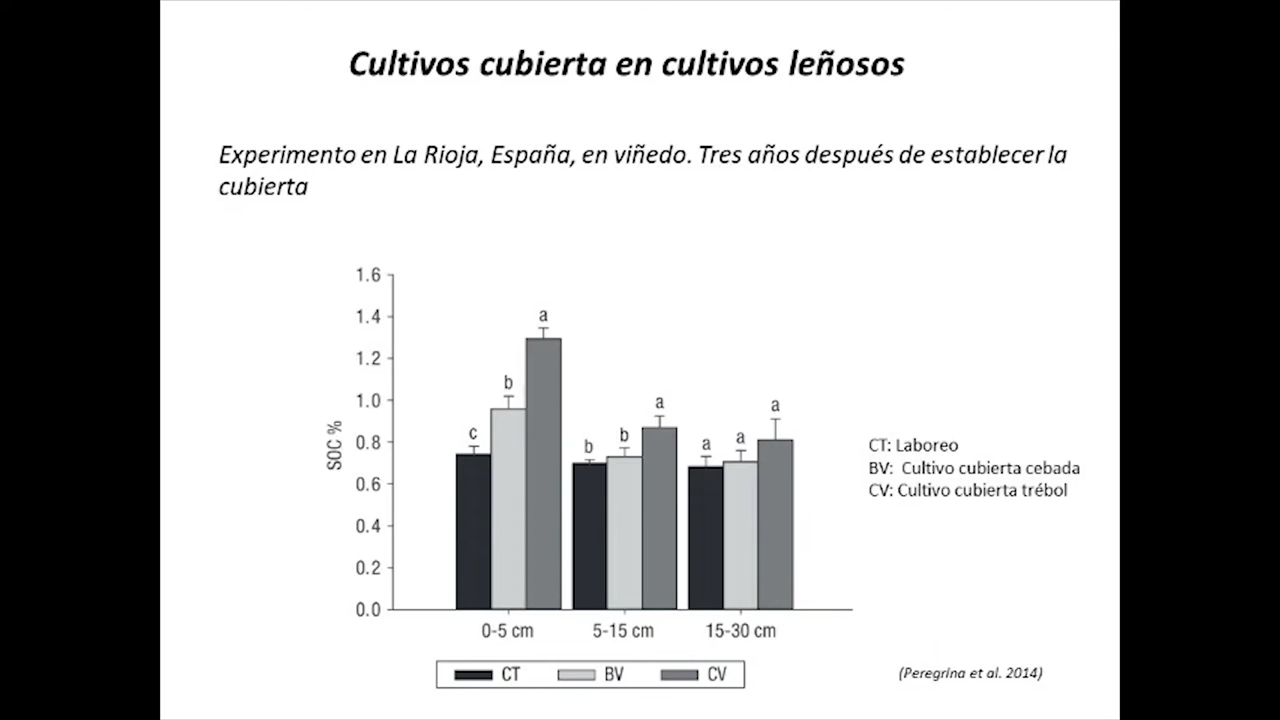 Cultivos cubierta en cultivos leñosos
Experimento en La Rioja, España, en viñedo. Tres años después de establecer la
cubierta
1.6
1.4
1.2
1.0
0.8
0.6
0.4
0.2
0.0
SOC %
c
b
a
b
b
a
a
a
a
0-5 cm
5-15 cm
15-30 cm
CT
BV
CV
CT: Laboreo
BV:  Cultivo cubierta cebada
CV: Cultivo cubierta trébol
(Peregrina et al. 2014)